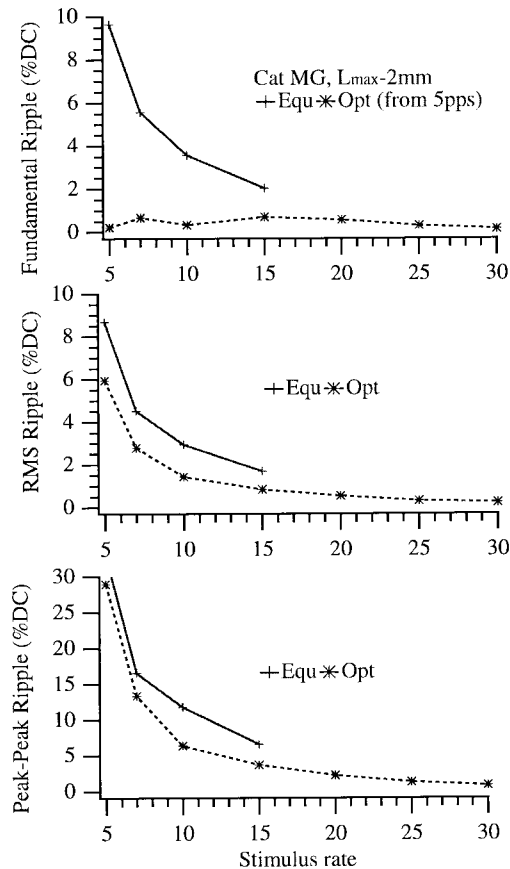 Fundamental Ripple (%DC)
10
8
6
4
2
0
Cat MG, Lmax-2mm
Equ Opt (from 5pps)
5 10 15 20 25 30
RMS Ripple (%DC)
10
8
6
4
2
0
Equ Opt
5 10 15 20 25 30
Peak-Peak Ripple (%DC)
30
25
20
15
10
5
0
Equ Opt
5 10 15 20 25 30
Stimulus rate